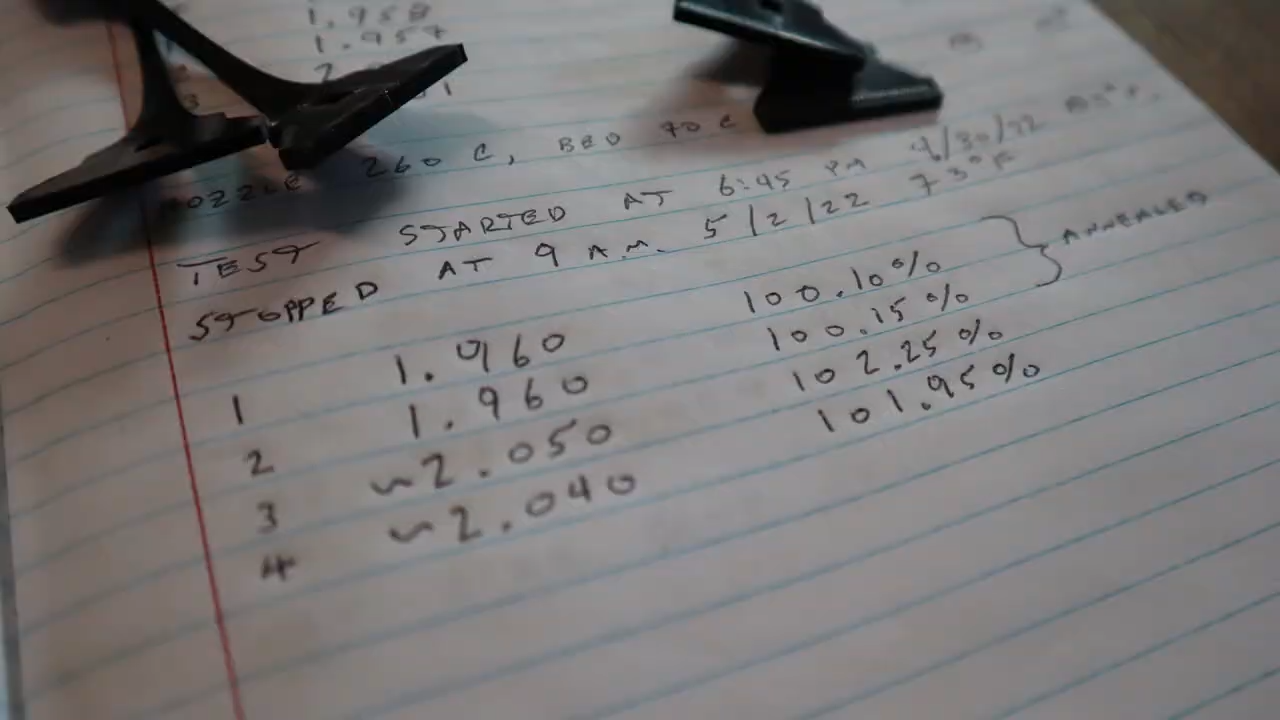 1.958
1.957
NOZZLE 260 C, BED 70 C
TEST STARTED AT 6:45 PM 4/30/22
STOPPED AT 9 A.M. 5/2/22 73°F
1 1.960 100.10%
2 1.960 100.15%
3 ~2.050 102.25%
4 ~2.040 101.95%
ANNEALED